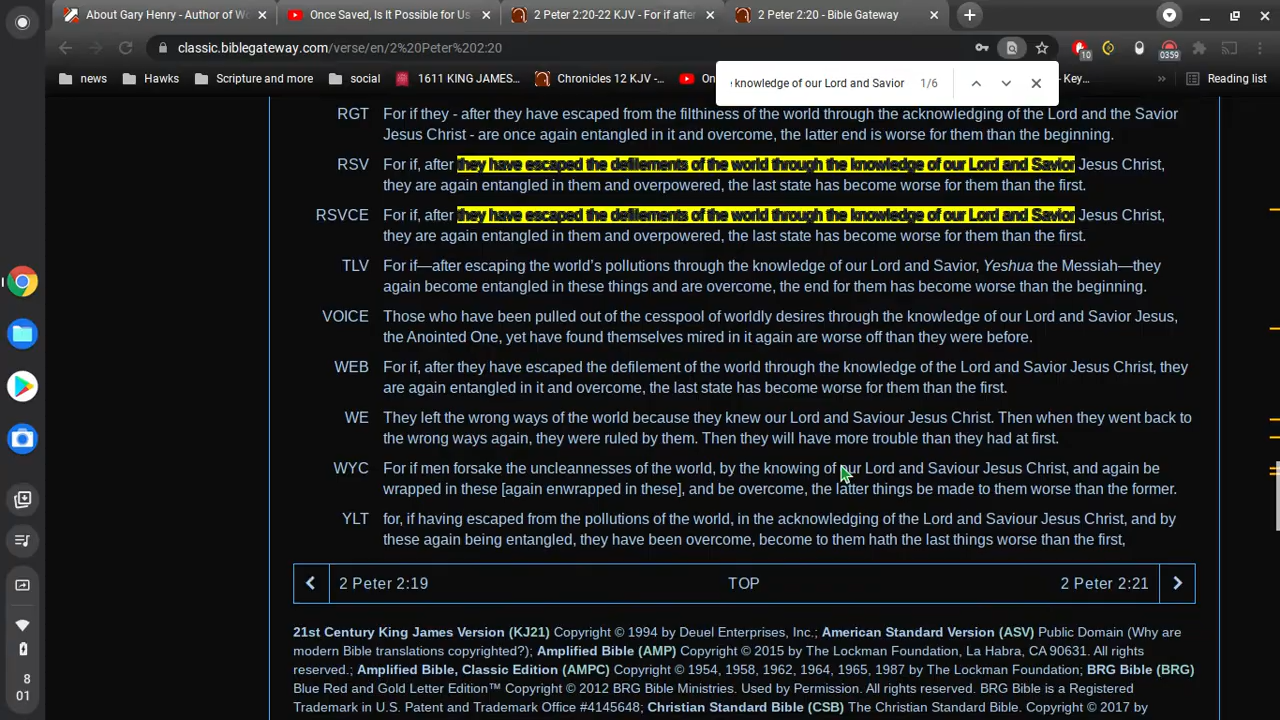 About Gary Henry - Author of Wo
Once Saved, Is It Possible for Us
2 Peter 2:20-22 KJV - For if after
2 Peter 2:20 - Bible Gateway
classic.biblegateway.com/verse/en/2%20Peter%202:20
10
0359
news
Hawks
Scripture and more
social
1611 KING JAMES...
Chronicles 12 KJV -...
On
Key...
»
Reading list
knowledge of our Lord and Savior 1/6
RGT For if they - after they have escaped from the filthiness of the world through the acknowledging of the Lord and the Savior
Jesus Christ - are once again entangled in it and overcome, the latter end is worse for them than the beginning.
RSV For if, after they have escaped the defilements of the world through the knowledge of our Lord and Savior Jesus Christ,
they are again entangled in them and overpowered, the last state has become worse for them than the first.
RSVCE For if, after they have escaped the defilements of the world through the knowledge of our Lord and Savior Jesus Christ,
they are again entangled in them and overpowered, the last state has become worse for them than the first.
TLV For if—after escaping the world’s pollutions through the knowledge of our Lord and Savior, Yeshua the Messiah—they
again become entangled in these things and are overcome, the end for them has become worse than the beginning.
VOICE Those who have been pulled out of the cesspool of worldly desires through the knowledge of our Lord and Savior Jesus,
the Anointed One, yet have found themselves mired in it again are worse off than they were before.
WEB For if, after they have escaped the defilement of the world through the knowledge of the Lord and Savior Jesus Christ, they
are again entangled in it and overcome, the last state has become worse for them than the first.
WE They left the wrong ways of the world because they knew our Lord and Saviour Jesus Christ. Then when they went back to
the wrong ways again, they were ruled by them. Then they will have more trouble than they had at first.
WYC For if men forsake the uncleannesses of the world, by the knowing of our Lord and Saviour Jesus Christ, and again be
wrapped in these [again enwrapped in these], and be overcome, the latter things be made to them worse than the former.
YLT for, if having escaped from the pollutions of the world, in the acknowledging of the Lord and Saviour Jesus Christ, and by
these again being entangled, they have been overcome, become to them hath the last things worse than the first,
2 Peter 2:19 TOP 2 Peter 2:21
21st Century King James Version (KJ21) Copyright © 1994 by Deuel Enterprises, Inc.; American Standard Version (ASV) Public Domain (Why are
modern Bible translations copyrighted?); Amplified Bible (AMP) Copyright © 2015 by The Lockman Foundation, La Habra, CA 90631. All rights
reserved.; Amplified Bible, Classic Edition (AMPC) Copyright © 1954, 1958, 1962, 1964, 1965, 1987 by The Lockman Foundation; BRG Bible (BRG)
Blue Red and Gold Letter Edition™ Copyright © 2012 BRG Bible Ministries. Used by Permission. All rights reserved. BRG Bible is a Registered
Trademark in U.S. Patent and Trademark Office #4145648; Christian Standard Bible (CSB) The Christian Standard Bible. Copyright © 2017 by
8
01